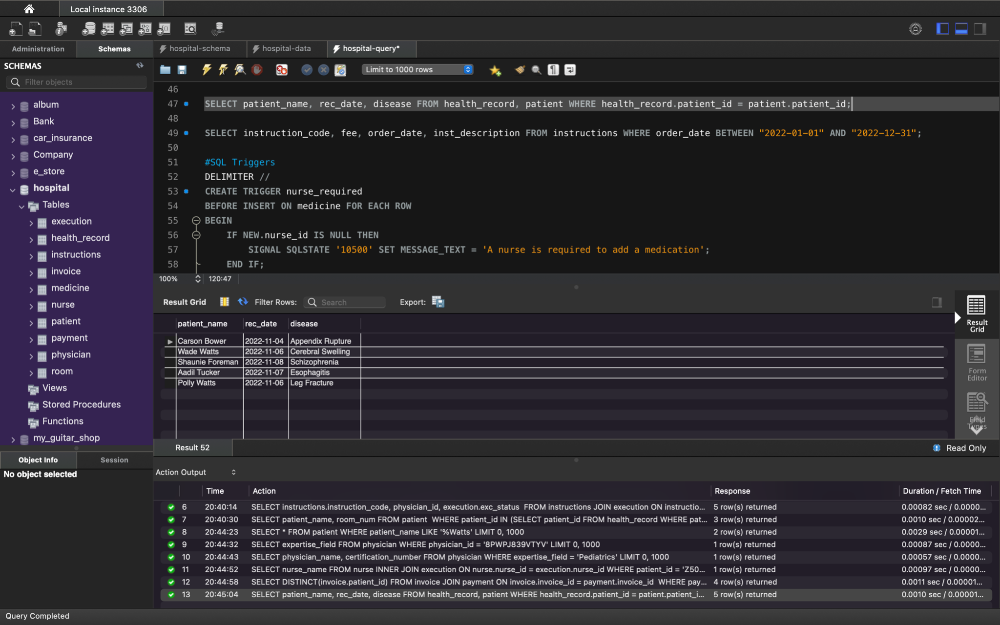 Local instance 3306
Administration
Schemas
hospital-schema
hospital-data
hospital-query*
SCHEMAS
Filter objects
Limit to 1000 rows
album
Bank
car_insurance
Company
e_store
hospital
Tables
execution
health_record
instructions
invoice
medicine
nurse
patient
payment
physician
room
Views
Stored Procedures
Functions
my_guitar_shop
Object Info
Session
No object selected
46
47 SELECT patient_name, rec_date, disease FROM health_record, patient WHERE health_record.patient_id = patient.patient_id;
48
49 SELECT instruction_code, fee, order_date, inst_description FROM instructions WHERE order_date BETWEEN "2022-01-01" AND "2022-12-31";
50
51 #SQL Triggers
52 DELIMITER //
53 CREATE TRIGGER nurse_required
54 BEFORE INSERT ON medicine FOR EACH ROW
55 BEGIN
56 IF NEW.nurse_id IS NULL THEN
57 SIGNAL SQLSTATE '10500' SET MESSAGE_TEXT = 'A nurse is required to add a medication';
58 END IF;
100% 120:47
Result Grid Filter Rows: Search Export:
patient_name rec_date disease
Carson Bower 2022-11-04 Appendix Rupture
Wade Watts 2022-11-06 Cerebral Swelling
Shaunie Foreman 2022-11-08 Schizophrenia
Aadil Tucker 2022-11-07 Esophagitis
Polly Watts 2022-11-06 Leg Fracture
Result
Grid
Form
Editor
Field
Types
Result 52
Read Only
Action Output
Time Action Response Duration / Fetch Time
6 20:40:14 SELECT instructions.instruction_code, physician_id, execution.exc_status FROM instructions JOIN execution ON instructio... 5 row(s) returned 0.00082 sec / 0.0000...
7 20:40:30 SELECT patient_name, room_num FROM patient WHERE patient_id IN (SELECT patient_id FROM health_record WHERE pat... 3 row(s) returned 0.0010 sec / 0.00002...
8 20:44:23 SELECT * FROM patient WHERE patient_name LIKE '%Watts' LIMIT 0, 1000 2 row(s) returned 0.0029 sec / 0.00001...
9 20:44:32 SELECT expertise_field FROM physician WHERE physician_id = '8PWPJ839VTYV' LIMIT 0, 1000 1 row(s) returned 0.00087 sec / 0.0000...
10 20:44:43 SELECT physician_name, certification_number FROM physician WHERE expertise_field = 'Pediatrics' LIMIT 0, 1000 1 row(s) returned 0.00057 sec / 0.0000...
11 20:44:52 SELECT nurse_name FROM nurse INNER JOIN execution ON nurse.nurse_id = execution.nurse_id WHERE patient_id = 'Z50... 1 row(s) returned 0.00097 sec / 0.0000...
12 20:44:58 SELECT DISTINCT(invoice.patient_id) FROM invoice JOIN payment ON invoice.invoice_id = payment.invoice_id WHERE pay... 4 row(s) returned 0.0011 sec / 0.00001...
13 20:45:04 SELECT patient_name, rec_date, disease FROM health_record, patient WHERE health_record.patient_id = patient.patient_i... 5 row(s) returned 0.0010 sec / 0.00001...
Query Completed